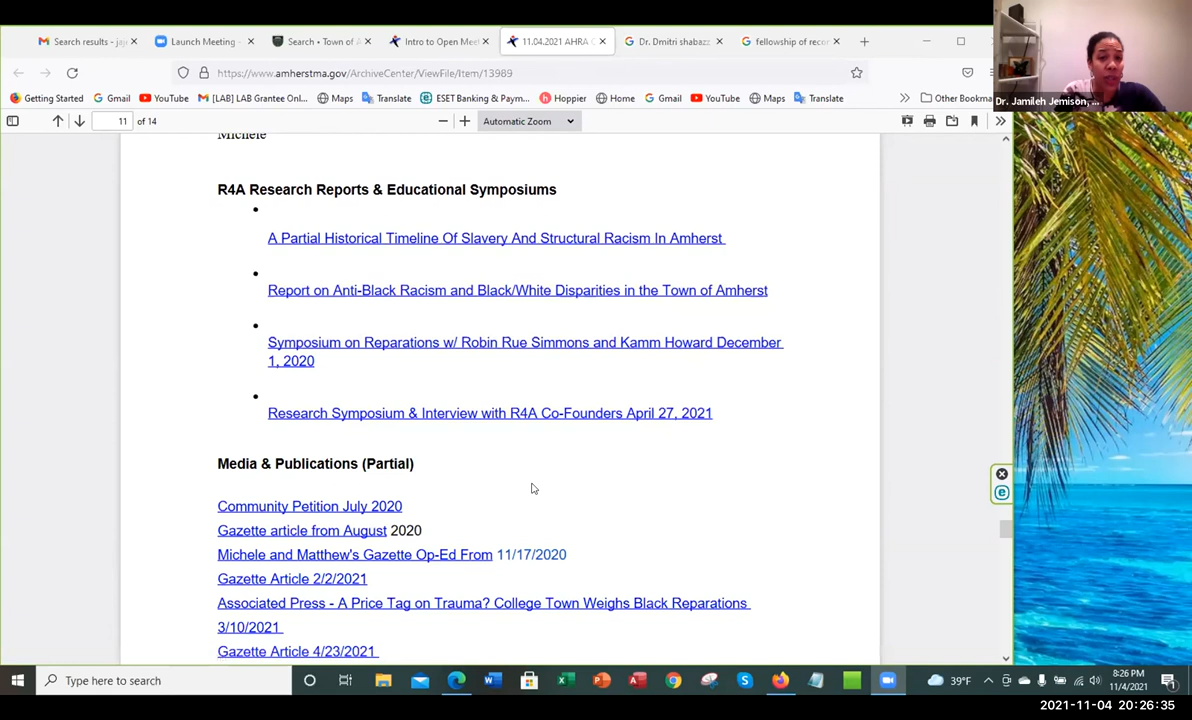 Search results - jaj
Launch Meeting -
Search • Town of A
Intro to Open Meet
11.04.2021 AHRA C
Dr. Dmitri shabazz
fellowship of recon
https://www.amherstma.gov/ArchiveCenter/ViewFile/Item/13989
Getting Started
Gmail
YouTube
[LAB] LAB Grantee Onl...
Maps
Translate
ESET Banking & Paym...
Hoppier
Home
Gmail
YouTube
Maps
Translate
Other Bookma
Dr. Jamileh Jemison, ...
11 of 14
Automatic Zoom
Michele
R4A Research Reports & Educational Symposiums
A Partial Historical Timeline Of Slavery And Structural Racism In Amherst
Report on Anti-Black Racism and Black/White Disparities in the Town of Amherst
Symposium on Reparations w/ Robin Rue Simmons and Kamm Howard December
1, 2020
Research Symposium & Interview with R4A Co-Founders April 27, 2021
Media & Publications (Partial)
Community Petition July 2020
Gazette article from August 2020
Michele and Matthew's Gazette Op-Ed From 11/17/2020
Gazette Article 2/2/2021
Associated Press - A Price Tag on Trauma? College Town Weighs Black Reparations
3/10/2021
Gazette Article 4/23/2021
Type here to search
39°F
8:26 PM
11/4/2021
2021-11-04 20:26:35